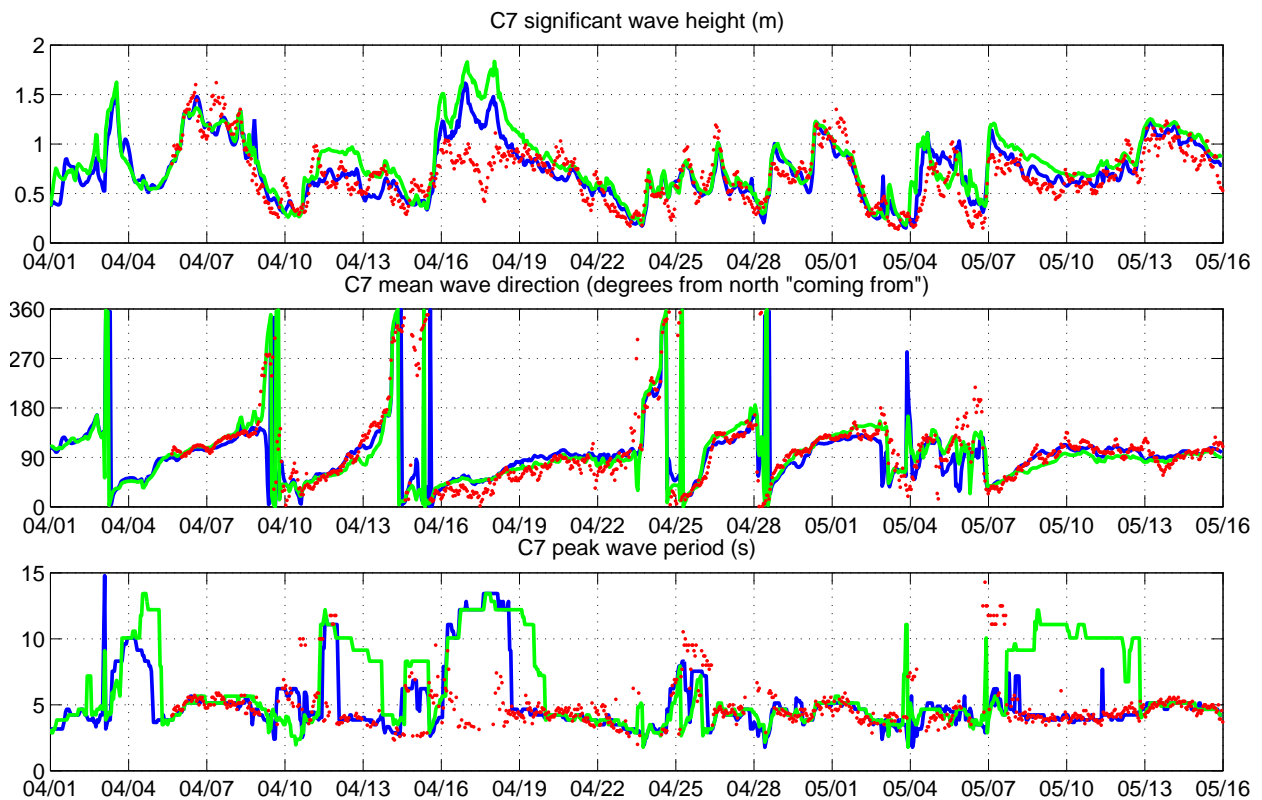 C7 significant wave height (m)
2
1.5
1
0.5
0
04/01 04/04 04/07 04/10 04/13 04/16 04/19 04/22 04/25 04/28 05/01 05/04 05/07 05/10 05/13 05/16
C7 mean wave direction (degrees from north "coming from")
360
270
180
90
0
04/01 04/04 04/07 04/10 04/13 04/16 04/19 04/22 04/25 04/28 05/01 05/04 05/07 05/10 05/13 05/16
C7 peak wave period (s)
15
10
5
0
04/01 04/04 04/07 04/10 04/13 04/16 04/19 04/22 04/25 04/28 05/01 05/04 05/07 05/10 05/13 05/16